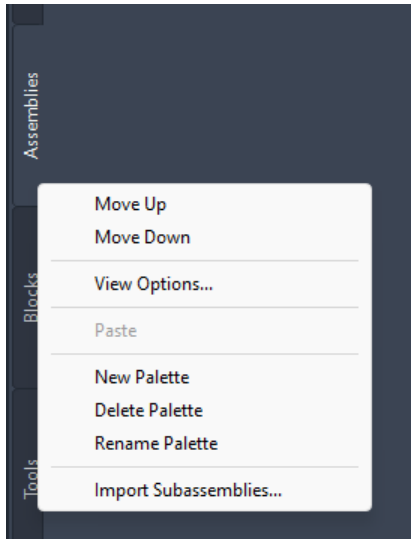 Assemblies
Blocks
Tools
Move Up
Move Down
View Options...
Paste
New Palette
Delete Palette
Rename Palette
Import Subassemblies...